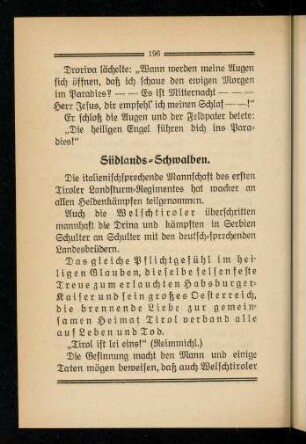 196
Droriva lächelte: „Wann werden meine Augen
sich öffnen, daß ich schaue den ewigen Morgen
im Paradies? — — Es ist Mitternacht — —
Herr Jesus, dir empfehl' ich meinen Schlaf — —!“
Er schloß die Augen und der Feldpater betete:
„Die heiligen Engel führen dich ins Para-
dies!“
Südlands-Schwalben.
Die italienischsprechende Mannschaft des ersten
Tiroler Landsturm-Regimentes hat wacker an
allen Heldenkämpfen teilgenommen.
Auch die Welschtiroler überschritten
mannhaft die Drina und kämpften in Serbien
Schulter an Schulter mit den deutsch-sprechenden
Landesbrüdern.
Das gleiche Pflichtgefühl im hei-
ligen Glauben, dieselbe felsenfeste
Treue zum erlauchten Habsburger-
Kaiser und sein großes Oesterreich,
die brennende Liebe zur gemein-
samen Heimat Tirol verband alle
auf Leben und Tod.
„Tirol ist lei eins!“ (Reimmichl.)
Die Gesinnung macht den Mann und einige
Taten mögen beweisen, daß auch Welschtiroler